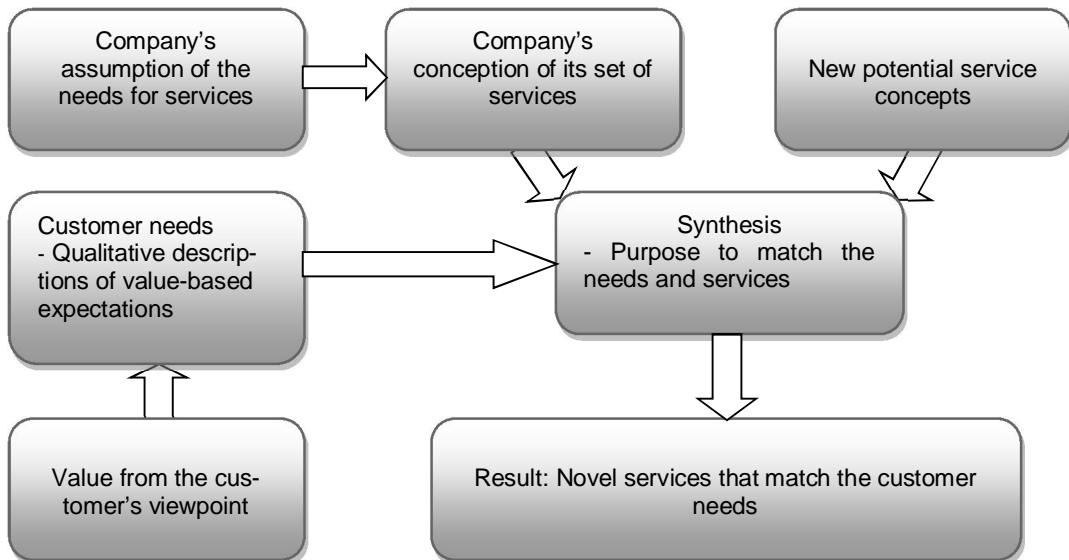 Company's
assumption of the
needs for services
Company's
conception of its set of
services
New potential service
concepts
Customer needs
- Qualitative descrip-
tions of value-based
expectations
Synthesis
- Purpose to match the
needs and services
Value from the cus-
tomer's viewpoint
Result: Novel services that match the customer
needs